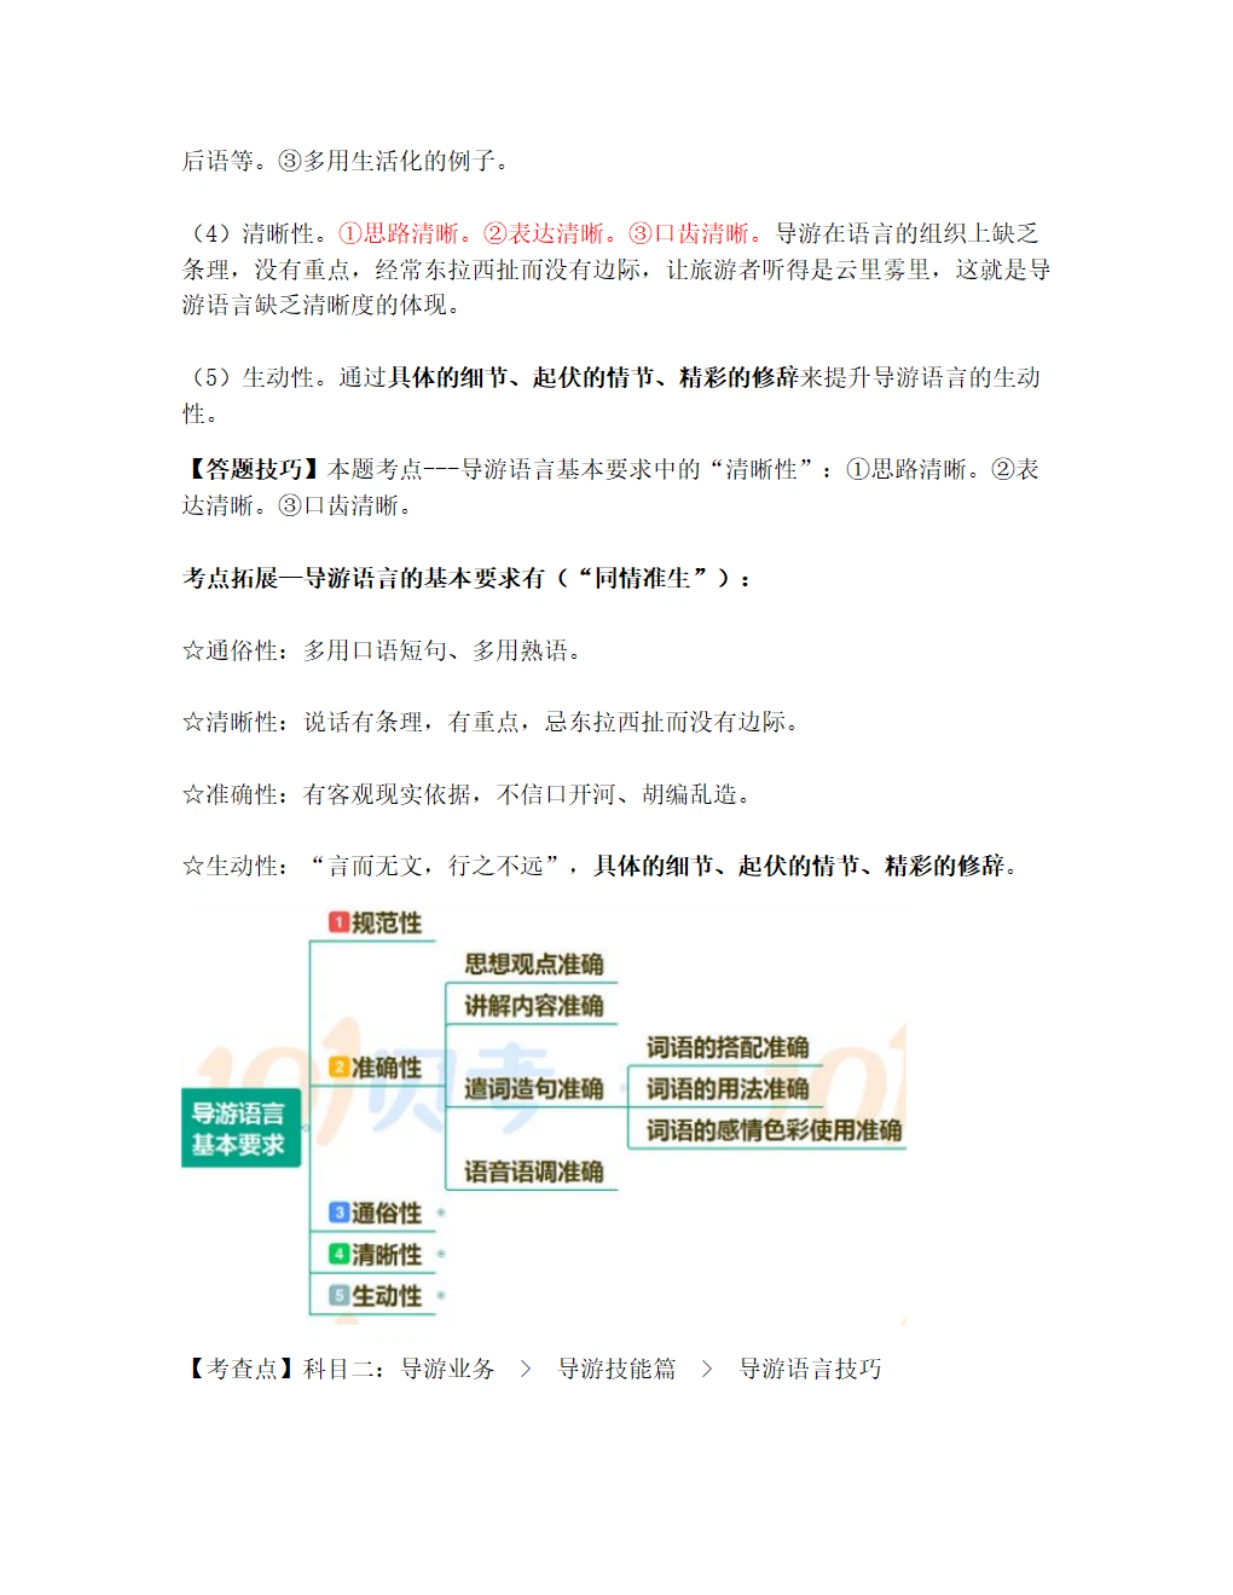 后语等。③多用生活化的例子。
（4）清晰性。①思路清晰。②表达清晰。③口齿清晰。导游在语言的组织上缺乏
条理，没有重点，经常东拉西扯而没有边际，让旅游者听得是云里雾里，这就是导
游语言缺乏清晰度的体现。
（5）生动性。通过具体的细节、起伏的情节、精彩的修辞来提升导游语言的生动
性。
【答题技巧】本题考点---导游语言基本要求中的“清晰性”：①思路清晰。②表
达清晰。③口齿清晰。
考点拓展—导游语言的基本要求有（“同情准生”）：
☆通俗性：多用口语短句、多用熟语。
☆清晰性：说话有条理，有重点，忌东拉西扯而没有边际。
☆准确性：有客观现实依据，不信口开河、胡编乱造。
☆生动性：“言而无文，行之不远”，具体的细节、起伏的情节、精彩的修辞。
导游语言
基本要求
1 规范性
2 准确性
思想观点准确
讲解内容准确
遣词造句准确
词语的搭配准确
词语的用法准确
词语的感情色彩使用准确
语音语调准确
3 通俗性
4 清晰性
5 生动性
101贝考
101
【考查点】科目二：导游业务 > 导游技能篇 > 导游语言技巧